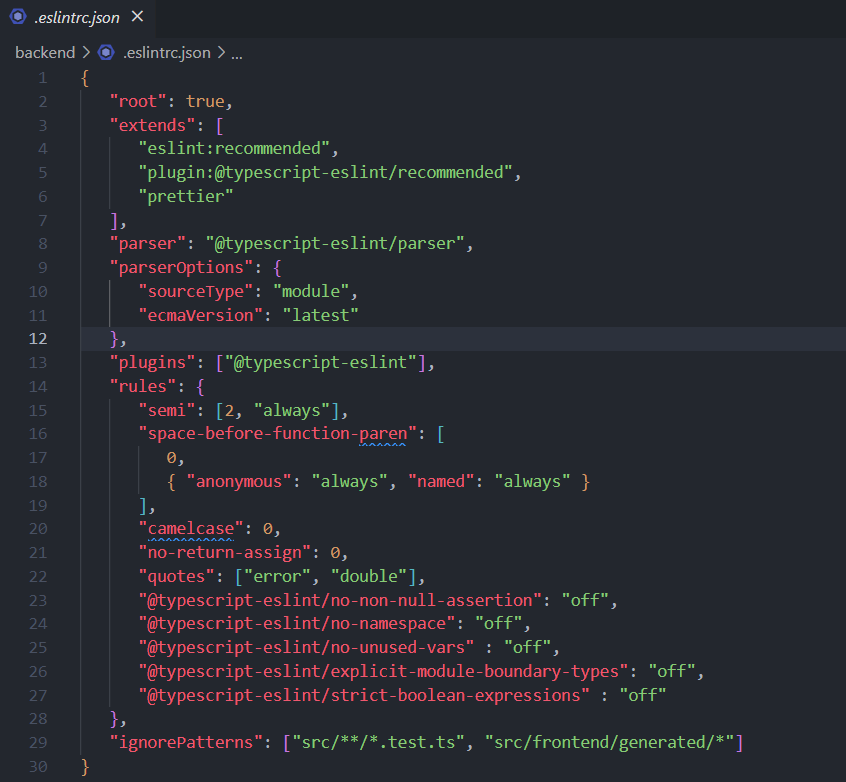 .eslintrc.json ✕
backend > .eslintrc.json > ...
1 {
2 "root": true,
3 "extends": [
4 "eslint:recommended",
5 "plugin:@typescript-eslint/recommended",
6 "prettier"
7 ],
8 "parser": "@typescript-eslint/parser",
9 "parserOptions": {
10 "sourceType": "module",
11 "ecmaVersion": "latest"
12 },
13 "plugins": ["@typescript-eslint"],
14 "rules": {
15 "semi": [2, "always"],
16 "space-before-function-paren": [
17 0,
18 { "anonymous": "always", "named": "always" }
19 ],
20 "camelcase": 0,
21 "no-return-assign": 0,
22 "quotes": ["error", "double"],
23 "@typescript-eslint/no-non-null-assertion": "off",
24 "@typescript-eslint/no-namespace": "off",
25 "@typescript-eslint/no-unused-vars" : "off",
26 "@typescript-eslint/explicit-module-boundary-types": "off",
27 "@typescript-eslint/strict-boolean-expressions" : "off"
28 },
29 "ignorePatterns": ["src/**/*.test.ts", "src/frontend/generated/*"]
30 }